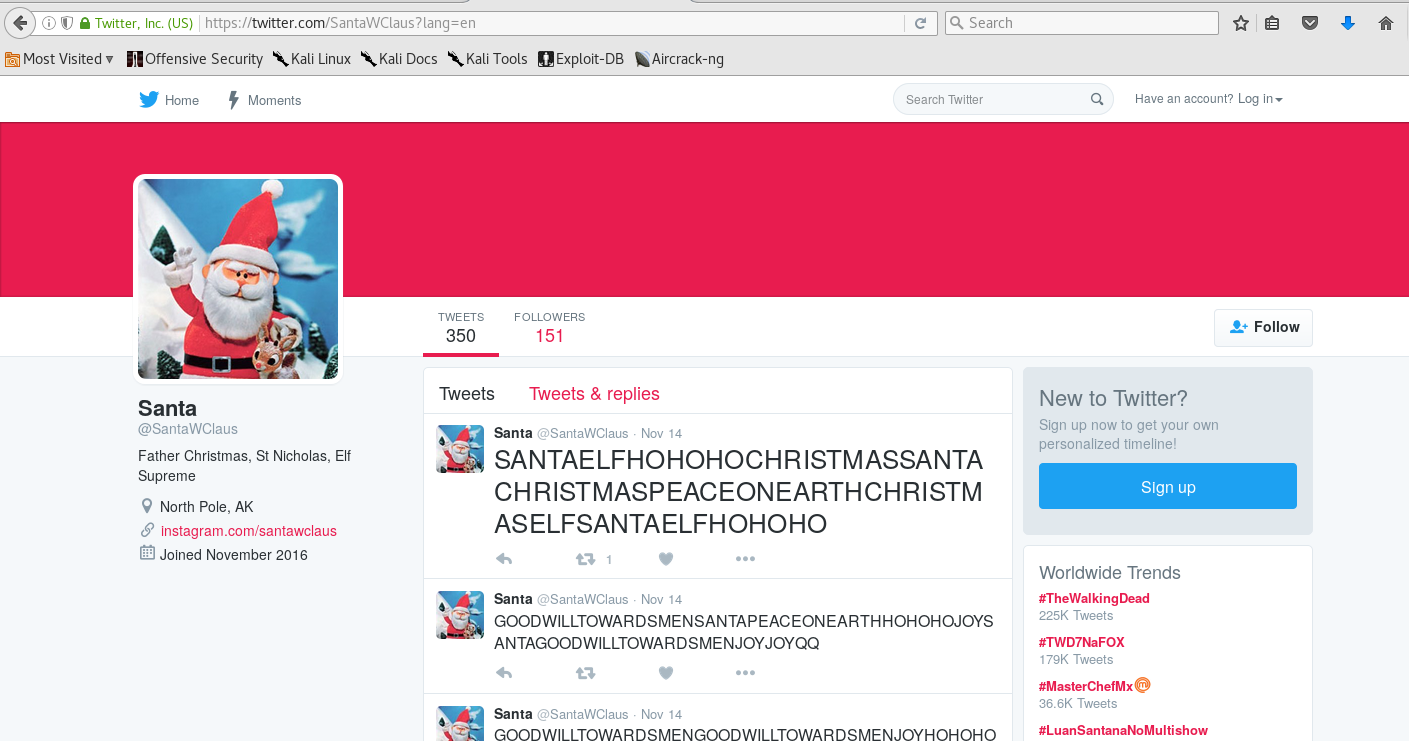 Twitter, Inc. (US) https://twitter.com/SantaWClaus?lang=en Search
Most Visited Offensive Security Kali Linux Kali Docs Kali Tools Exploit-DB Aircrack-ng
Home Moments Search Twitter Have an account? Log in
TWEETS FOLLOWERS
350 151
Follow
Santa
@SantaWClaus
Father Christmas, St Nicholas, Elf
Supreme
North Pole, AK
instagram.com/santawclaus
Joined November 2016
Tweets Tweets & replies
Santa @SantaWClaus · Nov 14
SANTAELFHOHOHOCHRISTMASSANTA
CHRISTMASPEACEONEARTHCHRISTM
ASELFSANTAELFHOHOHO
1
Santa @SantaWClaus · Nov 14
GOODWILLTOWARDSMENSANTAPEACEONEARTHHOHOHOJOYS
ANTAGOODWILLTOWARDSMENJOYJOYQQ
Santa @SantaWClaus · Nov 14
GOODWILLTOWARDSMENGOODWILLTOWARDSMENJOYHOHOHO
New to Twitter?
Sign up now to get your own
personalized timeline!
Sign up
Worldwide Trends
#TheWalkingDead
225K Tweets
#TWD7NaFOX
179K Tweets
#MasterChefMx
36.6K Tweets
#LuanSantanaNoMultishow